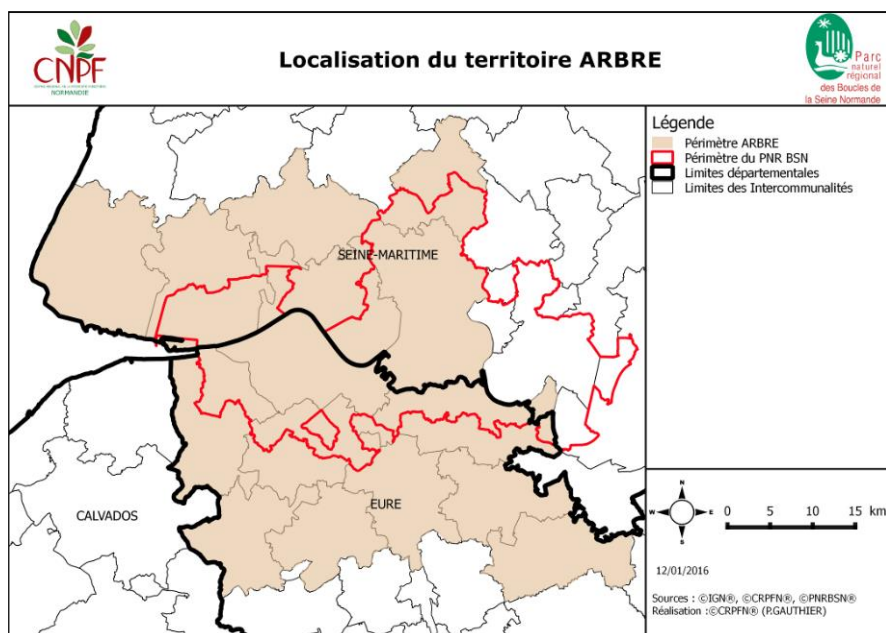 CNPF
NORMANDIE
Localisation du territoire ARBRE
Parc
naturel
régional
des Boucles de
la Seine Normande
Légende
Périmètre ARBRE
Périmètre du PNR BSN
Limites départementales
Limites des Intercommunalités
SEINE-MARITIME
CALVADOS
EURE
N
W E
S
0 5 10 15 km
12/01/2016
Sources : ©IGN®, ©CRPFN®, ©PNRBSN®
Réalisation :©CRPFN® (P.GAUTHIER)